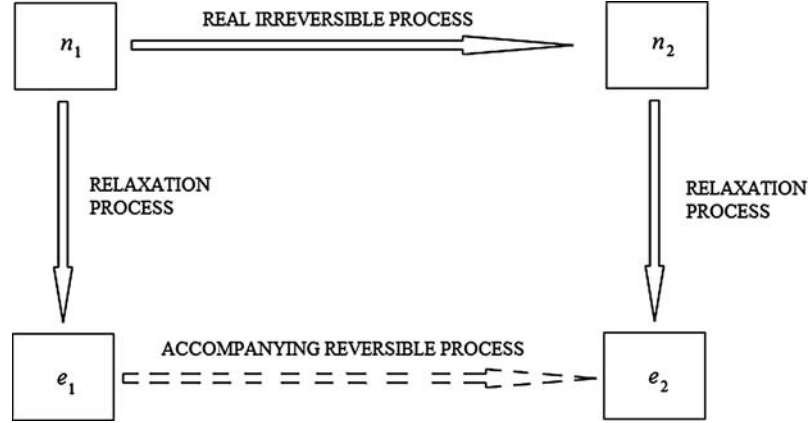 REAL IRREVERSIBLE PROCESS
n1
n2
RELAXATION
PROCESS
RELAXATION
PROCESS
ACCOMPANYING REVERSIBLE PROCESS
e1
e2